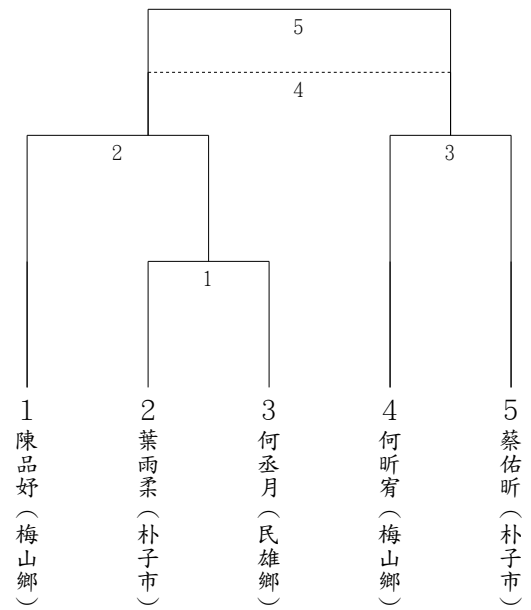 5
4
2
3
1
1 陳品妤(梅山鄉)
2 葉雨柔(朴子市)
3 何丞月(民雄鄉)
4 何昕宥(梅山鄉)
5 蔡佑昕(朴子市)